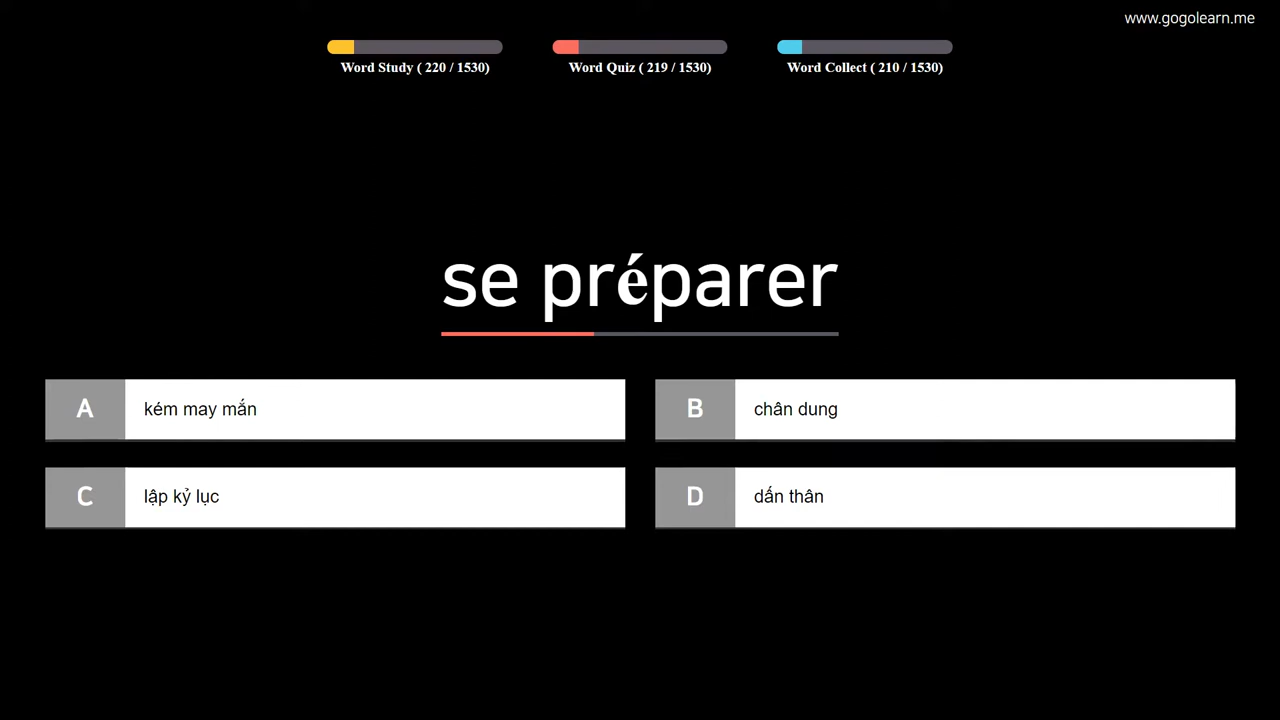 www.gogolearn.me
Word Study ( 220 / 1530)
Word Quiz ( 219 / 1530)
Word Collect ( 210 / 1530)
se préparer
A kém may mắn
B chân dung
C lập kỷ lục
D dấn thân